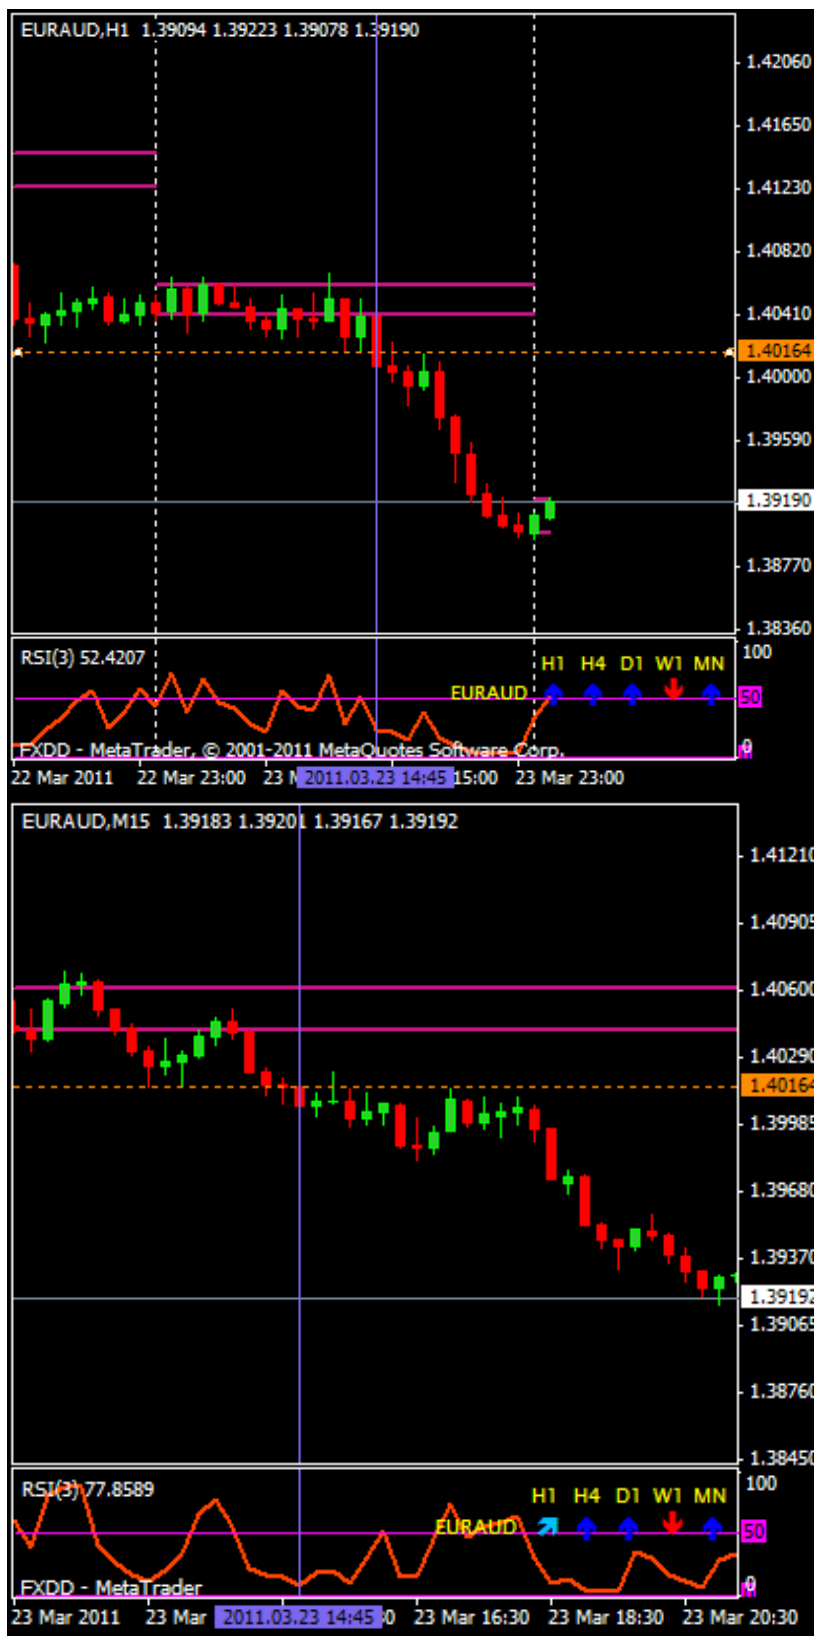 EURAUD,H1 1.39094 1.39223 1.39078 1.39190
1.42060
1.41650
1.41230
1.40820
1.40410
1.40164
1.40000
1.39590
1.39190
1.38770
1.38360
RSI(3) 52.4207
100
H1 H4 D1 W1 MN
EURAUD
50
0
FXDD - MetaTrader, © 2001-2011 MetaQuotes Software Corp.
22 Mar 2011 22 Mar 23:00 23 2011.03.23 14:45 15:00 23 Mar 23:00
EURAUD,M15 1.39183 1.39201 1.39167 1.39192
1.41210
1.40905
1.40600
1.40290
1.40164
1.39985
1.39680
1.39370
1.39192
1.39065
1.38760
1.38450
RSI(3) 77.8589
100
H1 H4 D1 W1 MN
EURAUD
50
0
FXDD - MetaTrader
23 Mar 2011 23 Mar 2011.03.23 14:45 23 Mar 16:30 23 Mar 18:30 23 Mar 20:30